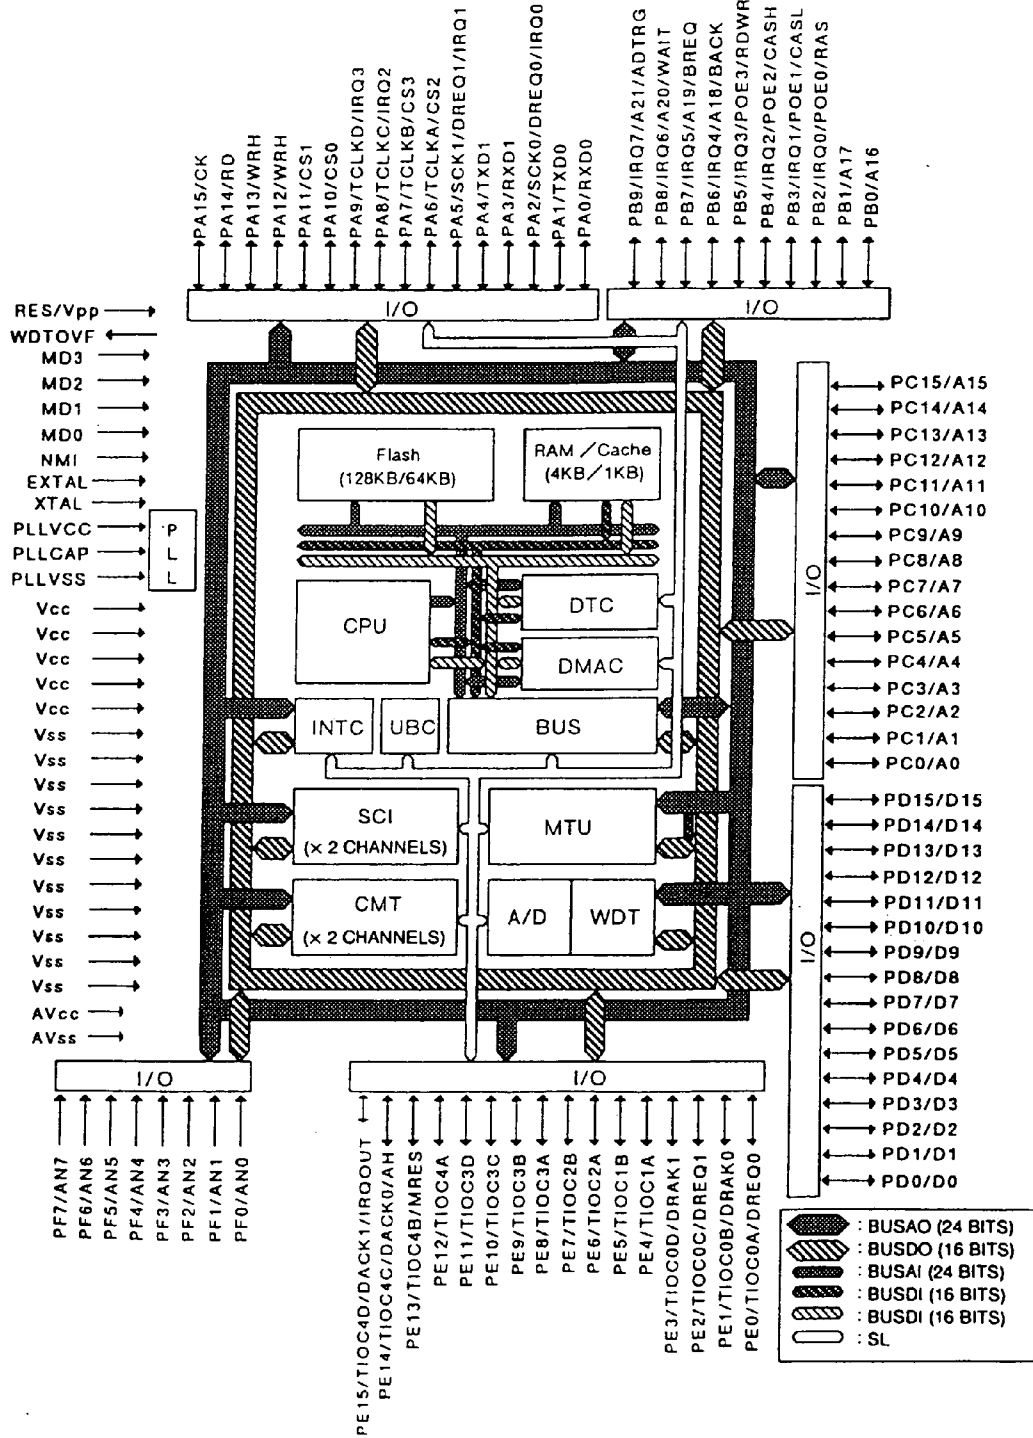 PA15/CK
PA14/RD
PA13/WRH
PA12/WRH
PA11/CS1
PA10/CS0
PA9/TCLKD/IRQ3
PA8/TCLKC/IRQ2
PA7/TCLKB/CS3
PA6/TCLKA/CS2
PA5/SCK1/DREQ1/IRQ1
PA4/TXD1
PA3/RXD1
PA2/SCK0/DREQ0/IRQ0
PA1/TXD0
PA0/RXD0
PB9/IRQ7/A21/ADTRG
PB8/IRQ6/A20/WAIT
PB7/IRQ5/A19/BREQ
PB6/IRQ4/A18/BACK
PB5/IRQ3/POE3/RDWR
PB4/IRQ2/POE2/CASH
PB3/IRQ1/POE1/CASL
PB2/IRQ0/POE0/RAS
PB1/A17
PB0/A16
I/O
I/O
RES/Vpp
WDTOVF
MD3
MD2
MD1
MD0
NMI
EXTAL
XTAL
PLLVCC
PLLCAP
PLLVSS
P
L
L
Vcc
Vcc
Vcc
Vcc
Vcc
Vss
Vss
Vss
Vss
Vss
Vss
Vss
Vss
Vss
Vss
Vss
AVcc
AVss
Flash
(128KB/64KB)
RAM / Cache
(4KB / 1KB)
CPU
DTC
DMAC
INTC
UBC
BUS
SCI
(× 2 CHANNELS)
MTU
CMT
(× 2 CHANNELS)
A/D
WDT
I/O
PC15/A15
PC14/A14
PC13/A13
PC12/A12
PC11/A11
PC10/A10
PC9/A9
PC8/A8
PC7/A7
PC6/A6
PC5/A5
PC4/A4
PC3/A3
PC2/A2
PC1/A1
PC0/A0
I/O
PD15/D15
PD14/D14
PD13/D13
PD12/D12
PD11/D11
PD10/D10
PD9/D9
PD8/D8
PD7/D7
PD6/D6
PD5/D5
PD4/D4
PD3/D3
PD2/D2
PD1/D1
PD0/D0
I/O
I/O
PF7/AN7
PF6/AN6
PF5/AN5
PF4/AN4
PF3/AN3
PF2/AN2
PF1/AN1
PF0/AN0
PE15/TIOC4D/DACK1/IRQOUT
PE14/TIOC4C/DACK0/AH
PE13/TIOC4B/MRES
PE12/TIOC4A
PE11/TIOC3D
PE10/TIOC3C
PE9/TIOC3B
PE8/TIOC3A
PE7/TIOC2B
PE6/TIOC2A
PE5/TIOC1B
PE4/TIOC1A
PE3/TIOC0D/DRAK1
PE2/TIOC0C/DREQ1
PE1/TIOC0B/DRAK0
PE0/TIOC0A/DREQ0
: BUSAO (24 BITS)
: BUSDO (16 BITS)
: BUSAI (24 BITS)
: BUSDI (16 BITS)
: BUSDI (16 BITS)
: SL